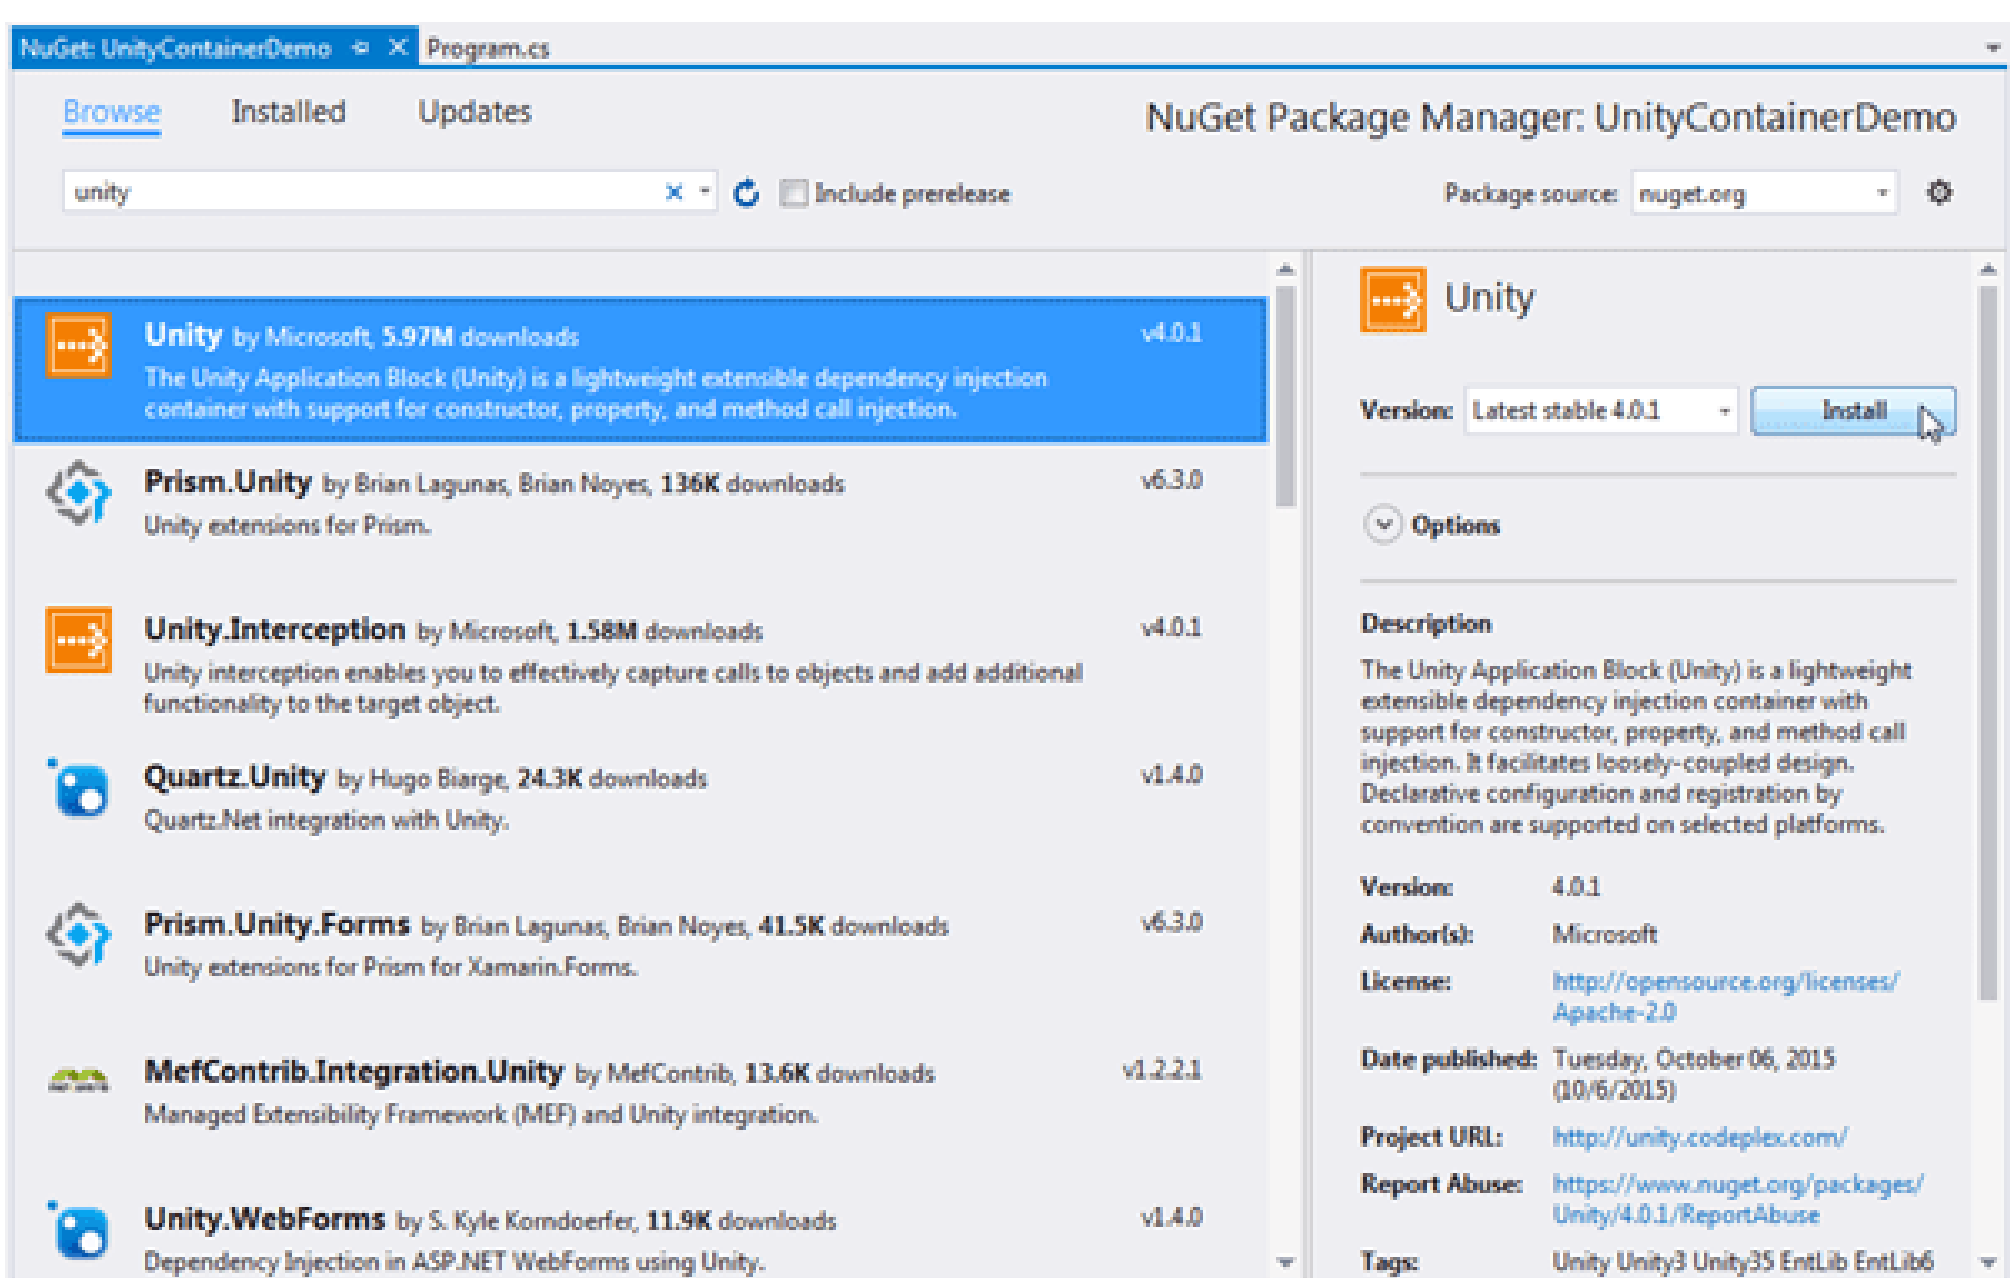 NuGet: UnityContainerDemo
Program.cs
Browse Installed Updates
NuGet Package Manager: UnityContainerDemo
unity
Include prerelease
Package source: nuget.org
Unity by Microsoft, 5.97M downloads v4.0.1
The Unity Application Block (Unity) is a lightweight extensible dependency injection
container with support for constructor, property, and method call injection.
Prism.Unity by Brian Lagunas, Brian Noyes, 136K downloads v6.3.0
Unity extensions for Prism.
Unity.Interception by Microsoft, 1.58M downloads v4.0.1
Unity interception enables you to effectively capture calls to objects and add additional
functionality to the target object.
Quartz.Unity by Hugo Biarge, 24.3K downloads v1.4.0
Quartz.Net integration with Unity.
Prism.Unity.Forms by Brian Lagunas, Brian Noyes, 41.5K downloads v6.3.0
Unity extensions for Prism for Xamarin.Forms.
MefContrib.Integration.Unity by MefContrib, 13.6K downloads v1.2.2.1
Managed Extensibility Framework (MEF) and Unity integration.
Unity.WebForms by S. Kyle Korndoerfer, 11.9K downloads v1.4.0
Dependency Injection in ASP.NET WebForms using Unity.
Unity
Version: Latest stable 4.0.1 Install
Options
Description
The Unity Application Block (Unity) is a lightweight
extensible dependency injection container with
support for constructor, property, and method call
injection. It facilitates loosely-coupled design.
Declarative configuration and registration by
convention are supported on selected platforms.
Version: 4.0.1
Author(s): Microsoft
License: http://opensource.org/licenses/
Apache-2.0
Date published: Tuesday, October 06, 2015
(10/6/2015)
Project URL: http://unity.codeplex.com/
Report Abuse: https://www.nuget.org/packages/
Unity/4.0.1/ReportAbuse
Tags: Unity Unity3 Unity35 EntLib EntLib6